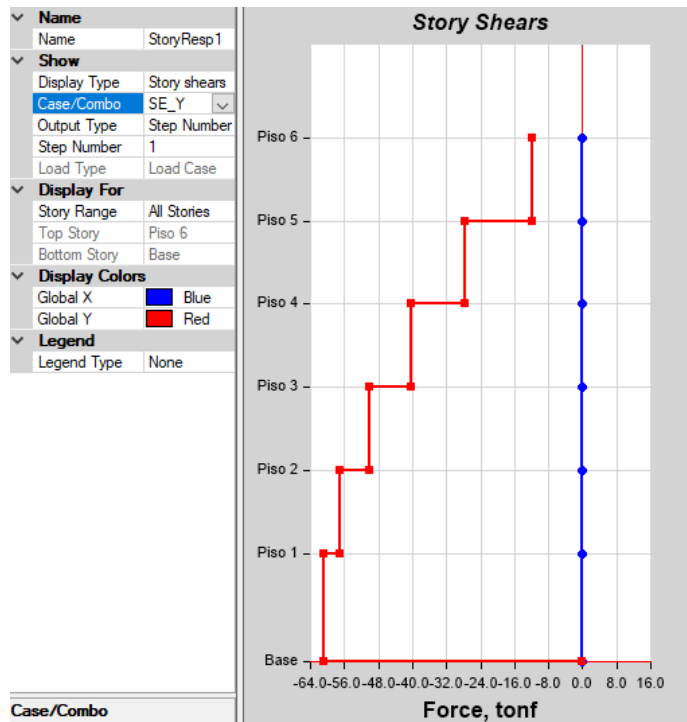 Name
Name StoryResp1
Show
Display Type Story shears
Case/Combo SE_Y
Output Type Step Number
Step Number 1
Load Type Load Case
Display For
Story Range All Stories
Top Story Piso 6
Bottom Story Base
Display Colors
Global X Blue
Global Y Red
Legend
Legend Type None
Case/Combo
Story Shears
Piso 6
Piso 5
Piso 4
Piso 3
Piso 2
Piso 1
Base
-64.0 -56.0 -48.0 -40.0 -32.0 -24.0 -16.0 -8.0 0.0 8.0 16.0
Force, tonf